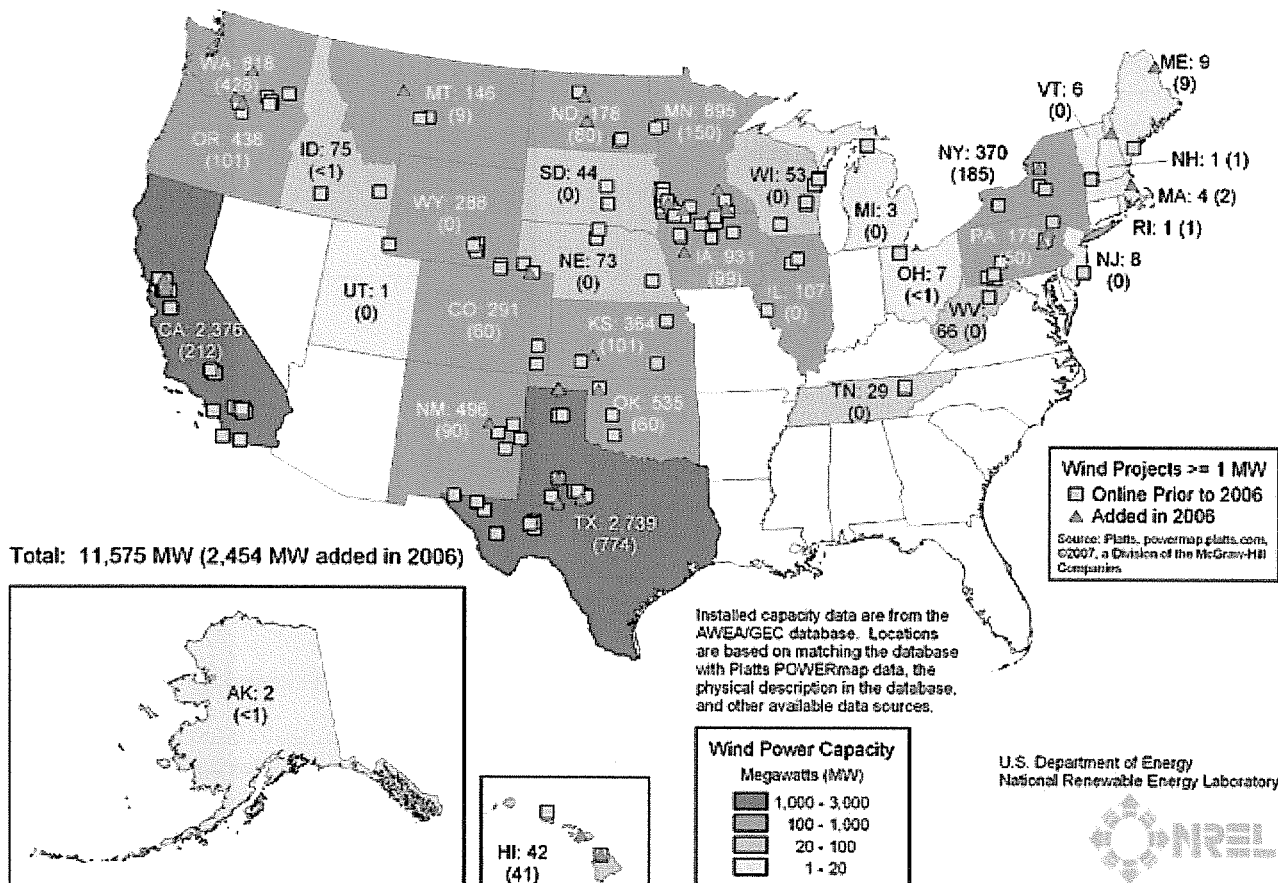 WA: 818
(428)
OR: 438
(101)
ID: 75
(<1)
MT: 146
(9)
ND: 178
(80)
MN: 895
(150)
SD: 44
(0)
WI: 53
(0)
WY: 288
(0)
NE: 73
(0)
IA: 931
(99)
MI: 3
(0)
IL: 107
(0)
OH: 7
(<1)
VT: 6
(0)
ME: 9
(9)
NY: 370
(185)
NH: 1 (1)
MA: 4 (2)
RI: 1 (1)
PA: 179
NJ: 8
(0)
WV:
66 (0)
UT: 1
(0)
CO: 291
(60)
KS: 364
(101)
CA: 2,376
(212)
NM: 496
(90)
OK: 535
(60)
TN: 29
(0)
TX: 2,739
(774)
Wind Projects >= 1 MW
Online Prior to 2006
Added in 2006
Source: Platts, powermap.platts.com,
©2007, a Division of the McGraw-Hill
Companies
Total: 11,575 MW (2,454 MW added in 2006)
Installed capacity data are from the
AWEA/GEC database. Locations
are based on matching the database
with Platts POWERmap data, the
physical description in the database,
and other available data sources.
AK: 2
(<1)
HI: 42
(41)
Wind Power Capacity
Megawatts (MW)
1,000 - 3,000
100 - 1,000
20 - 100
1 - 20
U.S. Department of Energy
National Renewable Energy Laboratory
NREL